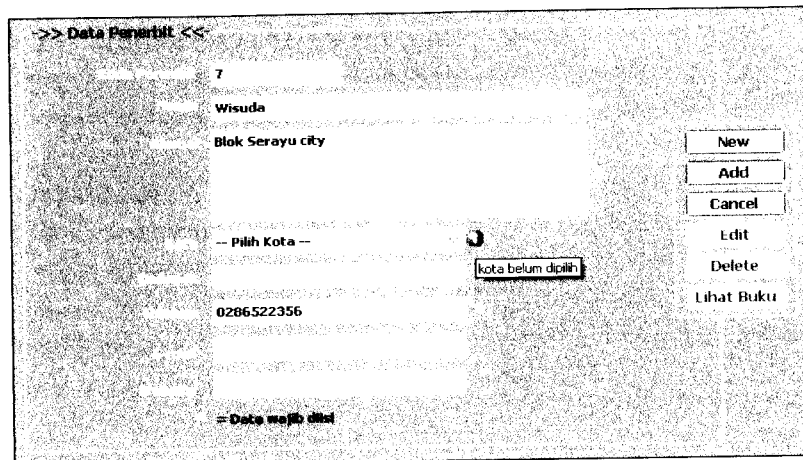 ->> Data Penerbit <<-
7
Wisuda
Blok Serayu city
New
Add
Cancel
-- Pilih Kota --
Edit
kota belum dipilih
Delete
Lihat Buku
0286522356
= Data wajib diisi